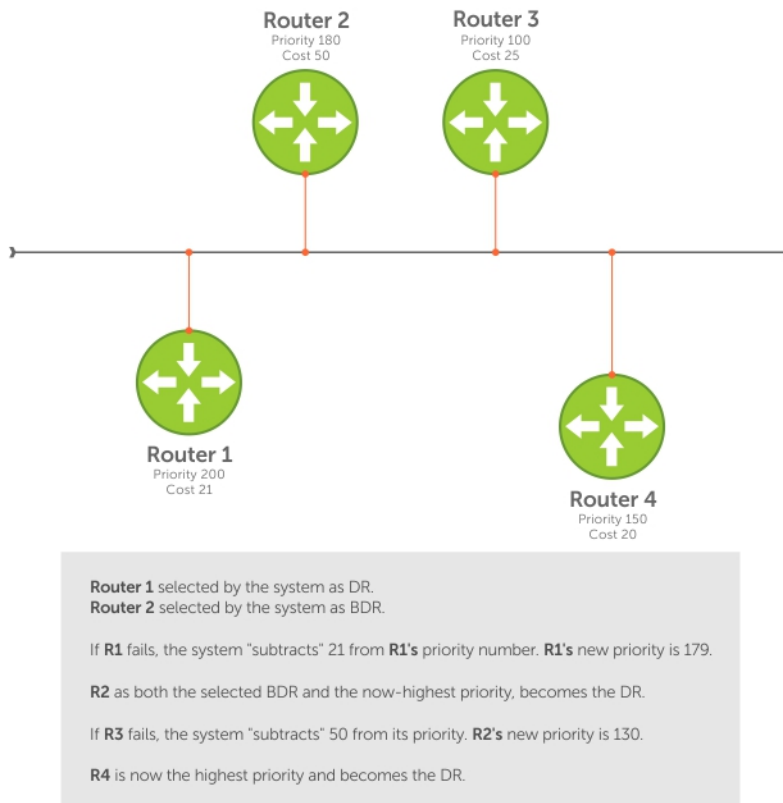 Router 2
Priority 180
Cost 50
Router 3
Priority 100
Cost 25
Router 1
Priority 200
Cost 21
Router 4
Priority 150
Cost 20
Router 1 selected by the system as DR.
Router 2 selected by the system as BDR.
If R1 fails, the system "subtracts" 21 from R1's priority number. R1's new priority is 179.
R2 as both the selected BDR and the now-highest priority, becomes the DR.
If R3 fails, the system "subtracts" 50 from its priority. R2's new priority is 130.
R4 is now the highest priority and becomes the DR.